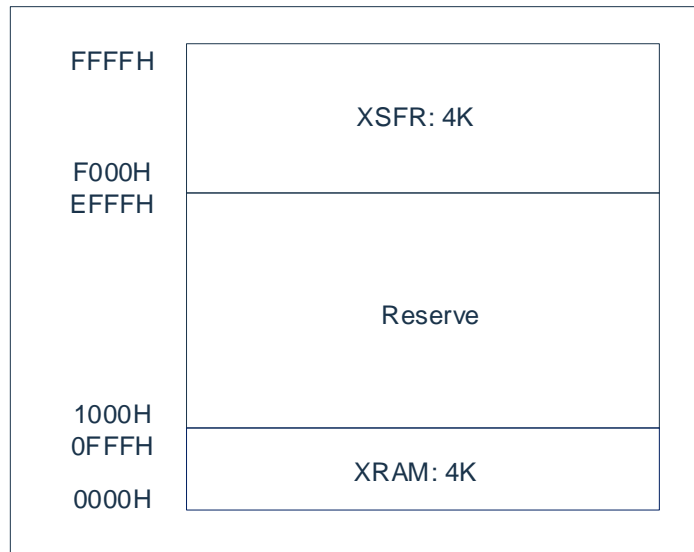 FFFFH
XSFR: 4K
F000H
EFFFH
Reserve
1000H
0FFFH
XRAM: 4K
0000H